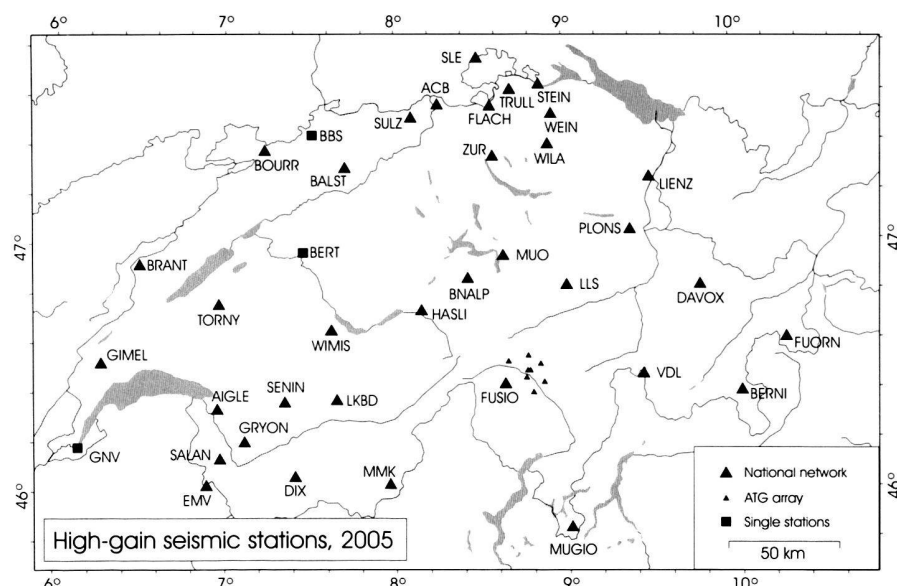 6° 7° 8° 9° 10°
SLE
ACB
STEIN
TRULL
SULZ
FLACH
WEIN
BBS
BOURR
ZUR
WILA
BALST
LIENZ
47°
47°
PLONS
BERT
BRANT
MUO
BNALP
LLS
DAVOX
TORNY
HASLI
WIMIS
FUORN
GIMEL
SENIN
VDL
AIGLE
LKBD
FUSIO
BERNI
GRYON
GNV
SALAN
MMK
National network
EMV
DIX
46°
46°
ATG array
Single stations
High-gain seismic stations, 2005
MUGIO
50 km
6° 7° 8° 9° 10°